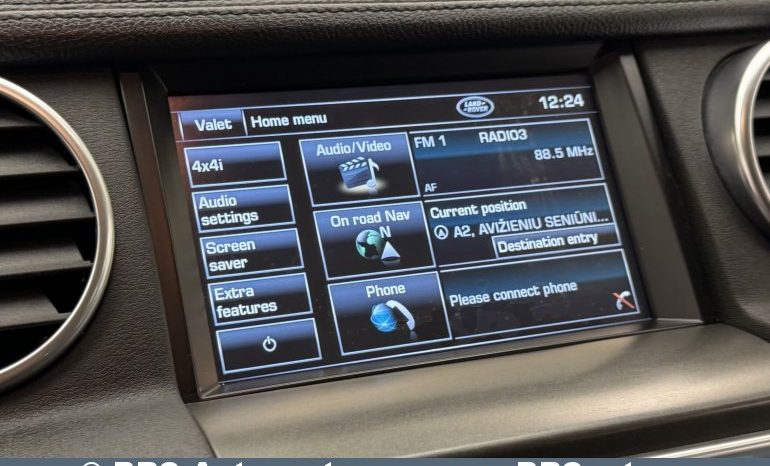 Valet
Home menu
LAND ROVER
12:24
4x4i
Audio settings
Screen saver
Extra features
Audio/Video
On road Nav
N
Phone
FM 1 RADIO3
88.5 MHz
AF
Current position
A2, AVIŽIENIU SENIŪNI...
Destination entry
Please connect phone